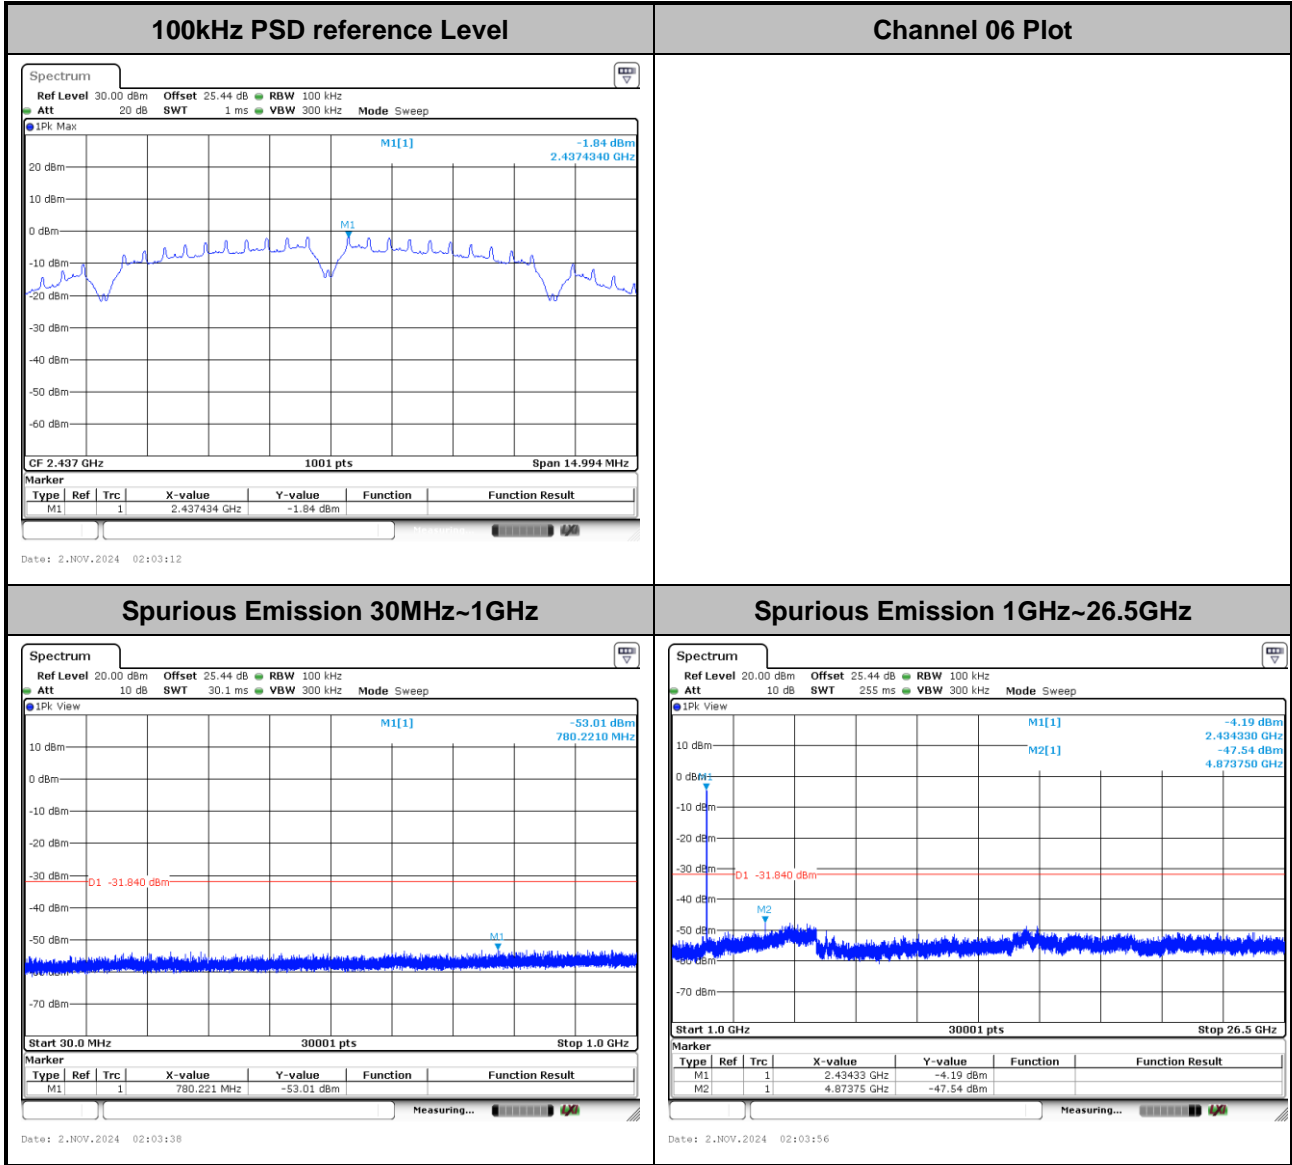 100kHz PSD reference Level
Channel 06 Plot
Spectrum
Ref Level 30.00 dBm Offset 25.44 dB RBW 100 kHz
Att 20 dB SWT 1 ms VBW 300 kHz Mode Sweep
1Pk Max
M1[1] -1.84 dBm
2.4374340 GHz
20 dBm
10 dBm
M1
0 dBm
-10 dBm
-20 dBm
-30 dBm
-40 dBm
-50 dBm
-60 dBm
CF 2.437 GHz 1001 pts Span 14.994 MHz
Marker
Type Ref Trc X-value Y-value Function Function Result
M1 1 2.437434 GHz -1.84 dBm
Measuring...
Date: 2.NOV.2024 02:03:12
Spurious Emission 30MHz~1GHz
Spectrum
Ref Level 20.00 dBm Offset 25.44 dB RBW 100 kHz
Att 10 dB SWT 30.1 ms VBW 300 kHz Mode Sweep
1Pk View
M1[1] -53.01 dBm
780.2210 MHz
10 dBm
0 dBm
-10 dBm
-20 dBm
-30 dBm
D1 -31.840 dBm
-40 dBm
M1
-50 dBm
-70 dBm
Start 30.0 MHz 30001 pts Stop 1.0 GHz
Marker
Type Ref Trc X-value Y-value Function Function Result
M1 1 780.221 MHz -53.01 dBm
Measuring...
Date: 2.NOV.2024 02:03:38
Spurious Emission 1GHz~26.5GHz
Spectrum
Ref Level 20.00 dBm Offset 25.44 dB RBW 100 kHz
Att 10 dB SWT 255 ms VBW 300 kHz Mode Sweep
1Pk View
M1[1] -4.19 dBm
2.434330 GHz
M2[1] -47.54 dBm
4.873750 GHz
10 dBm
0 dBm
M1
-10 dBm
-20 dBm
-30 dBm
D1 -31.840 dBm
-40 dBm
M2
-50 dBm
-60 dBm
-70 dBm
Start 1.0 GHz 30001 pts Stop 26.5 GHz
Marker
Type Ref Trc X-value Y-value Function Function Result
M1 1 2.43433 GHz -4.19 dBm
M2 1 4.87375 GHz -47.54 dBm
Measuring...
Date: 2.NOV.2024 02:03:56